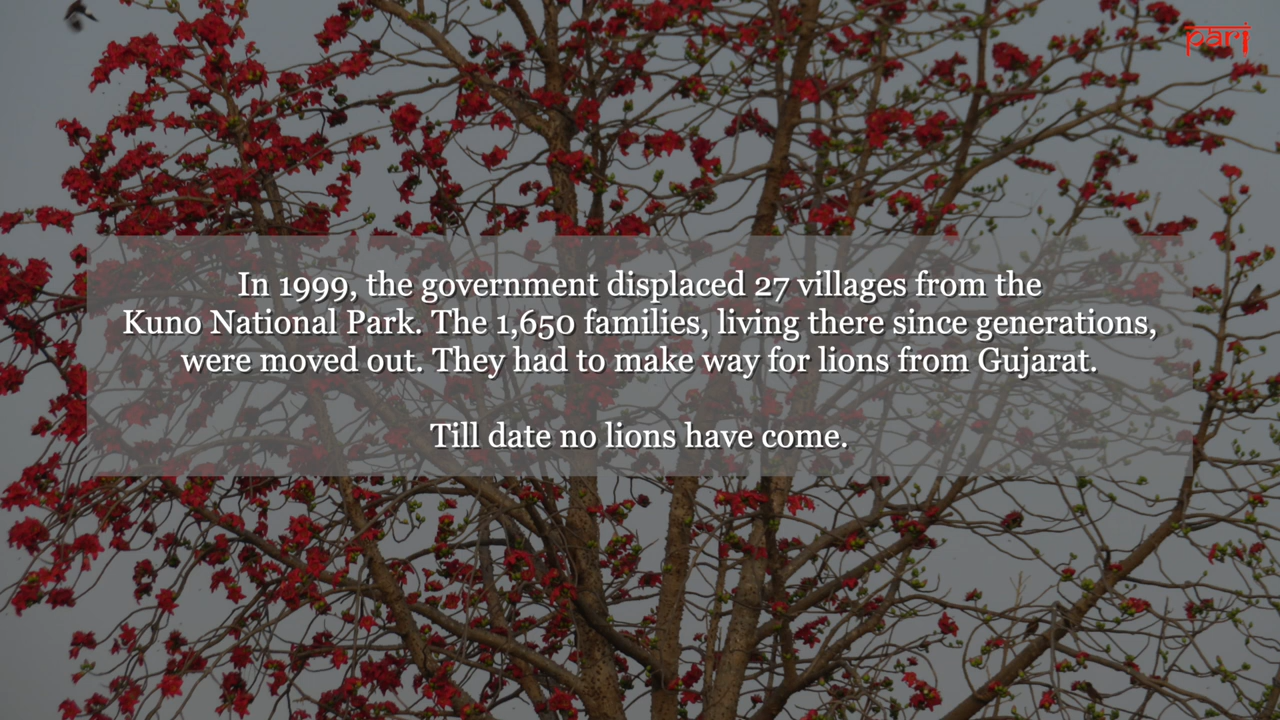 pari
In 1999, the government displaced 27 villages from the
Kuno National Park. The 1,650 families, living there since generations,
were moved out. They had to make way for lions from Gujarat.
Till date no lions have come.